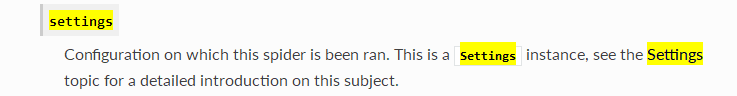 settings
Configuration on which this spider is been ran. This is a Settings instance, see the Settings
topic for a detailed introduction on this subject.